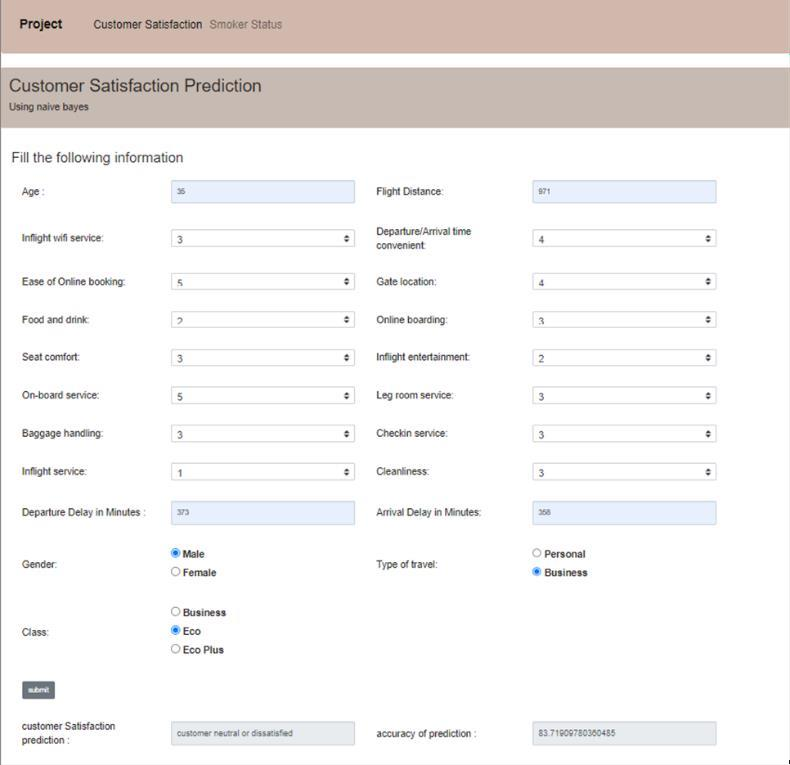 Project Customer Satisfaction Smoker Status
Customer Satisfaction Prediction
Using naive bayes
Fill the following information
Age : 35 Flight Distance: 971
Inflight wifi service: 3 Departure/Arrival time
convenient: 4
Ease of Online booking: 5 Gate location: 4
Food and drink: 2 Online boarding: 3
Seat comfort: 3 Inflight entertainment: 2
On-board service: 5 Leg room service: 3
Baggage handling: 3 Checkin service: 3
Inflight service: 1 Cleanliness: 3
Departure Delay in Minutes : 373 Arrival Delay in Minutes: 358
Gender: Male
Female
Type of travel: Personal
Business
Class: Business
Eco
Eco Plus
submit
customer Satisfaction
prediction : customer neutral or dissatisfied accuracy of prediction : 83.71909780360485